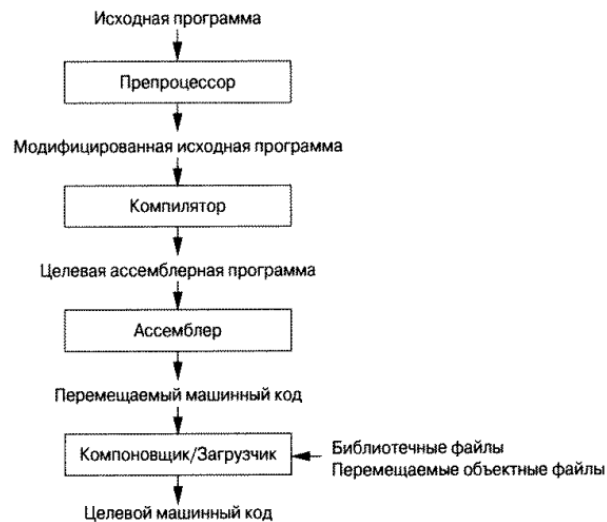 Исходная программа
Препроцессор
Модифицированная исходная программа
Компилятор
Целевая ассемблерная программа
Ассемблер
Перемещаемый машинный код
Компоновщик/Загрузчик
Библиотечные файлы
Перемещаемые объектные файлы
Целевой машинный код